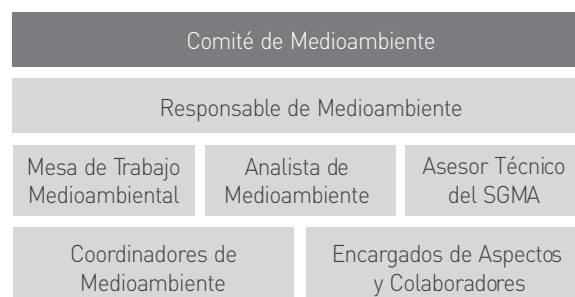 Comité de Medioambiente
Responsable de Medioambiente
Mesa de Trabajo
Medioambiental
Analista de
Medioambiente
Asesor Técnico
del SGMA
Coordinadores de
Medioambiente
Encargados de Aspectos
y Colaboradores